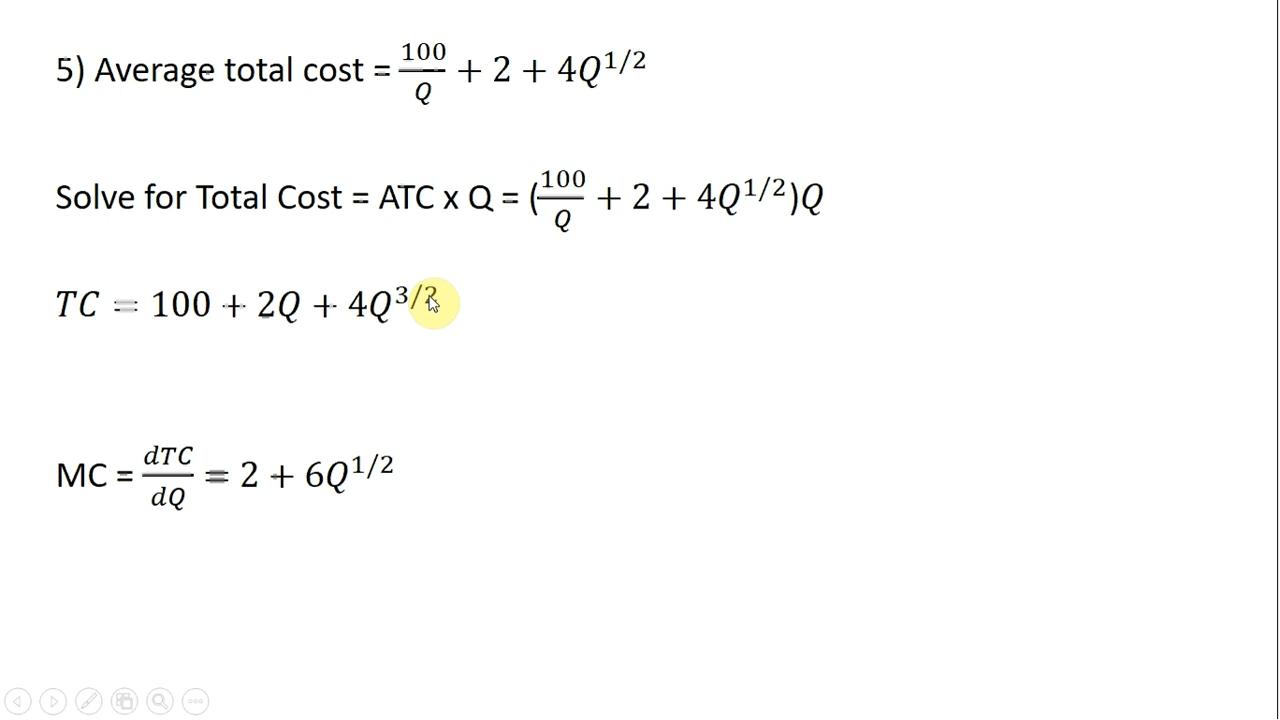 5) Average total cost = 100/Q + 2 + 4Q^{1/2}
Solve for Total Cost = ATC x Q = (100/Q + 2 + 4Q^{1/2})Q
TC = 100 + 2Q + 4Q^{3/2}
MC = dTC/dQ = 2 + 6Q^{1/2}